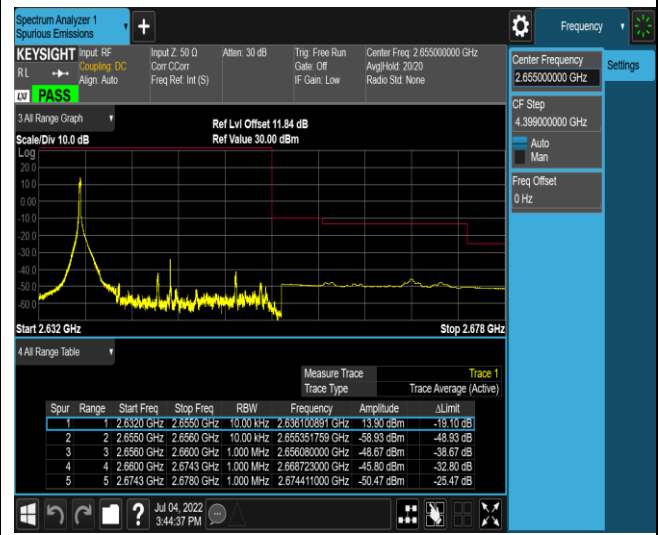 Spectrum Analyzer 1
Spurious Emissions
+
Frequency
KEYSIGHT
RL
Input: RF
Coupling: DC
Align: Auto
Input Z: 50 Ω
Corr CCorr
Freq Ref: Int (S)
Atten: 30 dB
Trig: Free Run
Gate: Off
IF Gain: Low
Center Freq: 2.655000000 GHz
Avg|Hold: 20/20
Radio Std: None
LXI PASS
Center Frequency
2.655000000 GHz
Settings
CF Step
4.399000000 GHz
Auto
Man
Freq Offset
0 Hz
3 All Range Graph
Ref Lvl Offset 11.84 dB
Scale/Div 10.0 dB
Ref Value 30.00 dBm
Log
20.0
10.0
0.00
-10.0
-20.0
-30.0
-40.0
-50.0
-60.0
Start 2.632 GHz
Stop 2.678 GHz
4 All Range Table
Measure Trace Trace 1
Trace Type Trace Average (Active)
Spur Range Start Freq Stop Freq RBW Frequency Amplitude ΔLimit
1 1 2.6320 GHz 2.6550 GHz 10.00 kHz 2.636100891 GHz 13.90 dBm -19.10 dB
2 2 2.6550 GHz 2.6560 GHz 10.00 kHz 2.655351759 GHz -58.93 dBm -48.93 dB
3 3 2.6560 GHz 2.6600 GHz 1.000 MHz 2.656080000 GHz -48.67 dBm -38.67 dB
4 4 2.6600 GHz 2.6743 GHz 1.000 MHz 2.668723000 GHz -45.80 dBm -32.80 dB
5 5 2.6743 GHz 2.6780 GHz 1.000 MHz 2.674411000 GHz -50.47 dBm -25.47 dB
?
Jul 04, 2022
3:44:37 PM